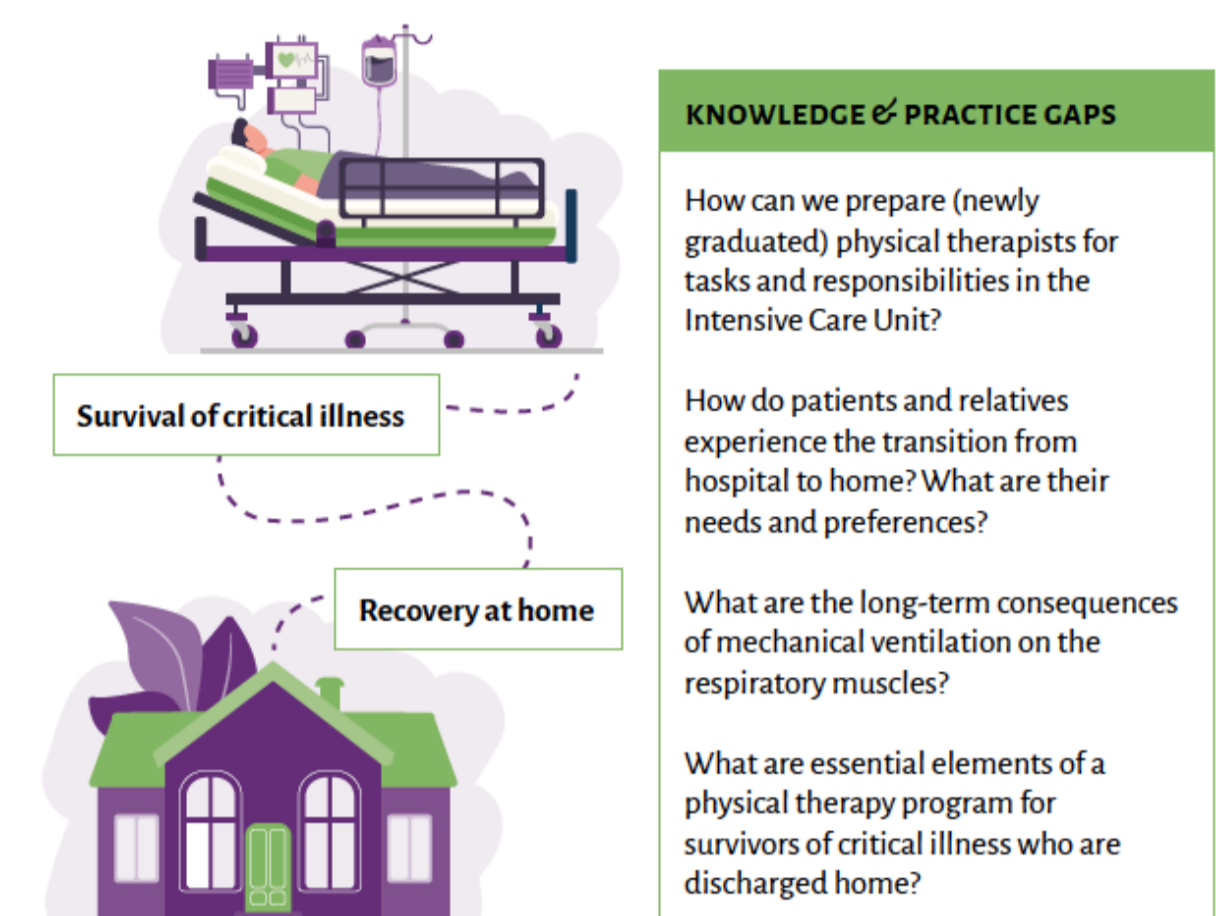 Survival of critical illness
Recovery at home
KNOWLEDGE & PRACTICE GAPS
How can we prepare (newly
graduated) physical therapists for
tasks and responsibilities in the
Intensive Care Unit?
How do patients and relatives
experience the transition from
hospital to home? What are their
needs and preferences?
What are the long-term consequences
of mechanical ventilation on the
respiratory muscles?
What are essential elements of a
physical therapy program for
survivors of critical illness who are
discharged home?